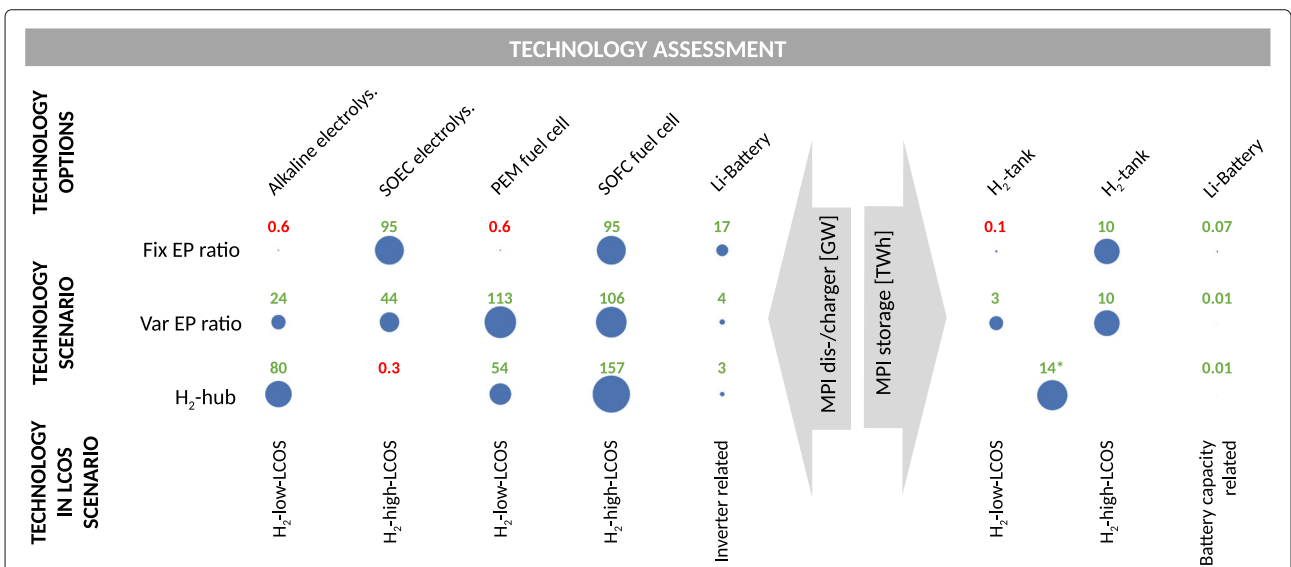 TECHNOLOGY ASSESSMENT
TECHNOLOGY
OPTIONS
Alkaline electrolys.
SOEC electrolys.
PEM fuel cell
SOFC fuel cell
Li-Battery
H₂-tank
H₂-tank
Li-Battery
TECHNOLOGY
SCENARIO
Fix EP ratio
0.6
95
0.6
95
17
0.1
10
0.07
Var EP ratio
24
44
113
106
4
3
10
0.01
H₂-hub
80
0.3
54
157
3
14*
0.01
MPI dis-/charger [GW]
MPI storage [TWh]
TECHNOLOGY
IN LCOS
SCENARIO
H₂-low-LCOS
H₂-high-LCOS
H₂-low-LCOS
H₂-high-LCOS
Inverter related
H₂-low-LCOS
H₂-high-LCOS
Battery capacity
related